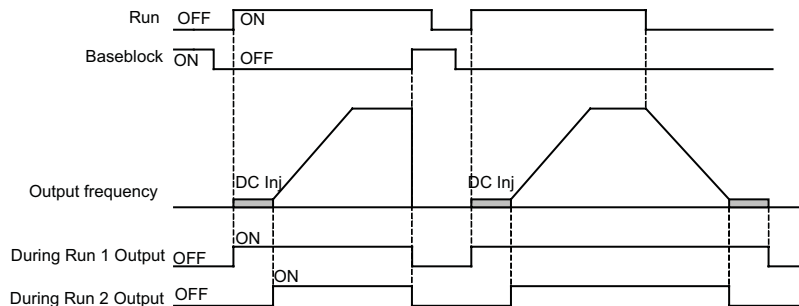 Run OFF ON
Baseblock ON OFF
DC Inj DC Inj
Output frequency
ON
During Run 1 Output OFF
ON
During Run 2 Output OFF